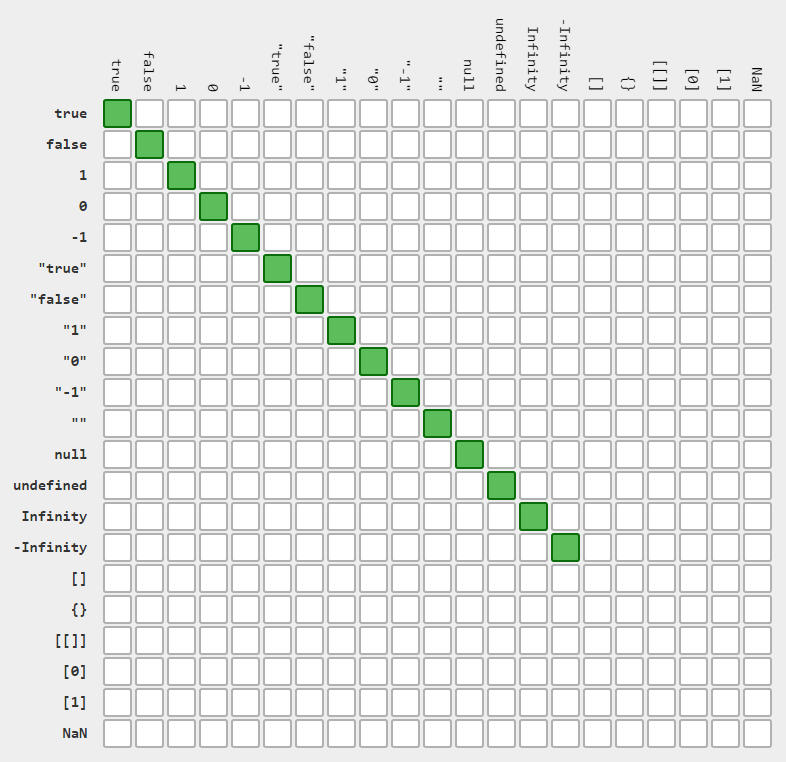 true
false
1
0
-1
"true"
"false"
"1"
"0"
"-1"
""
null
undefined
Infinity
-Infinity
[]
{}
[[]]
[0]
[1]
NaN
true
false
1
0
-1
"true"
"false"
"1"
"0"
"-1"
""
null
undefined
Infinity
-Infinity
[]
{}
[[]]
[0]
[1]
NaN